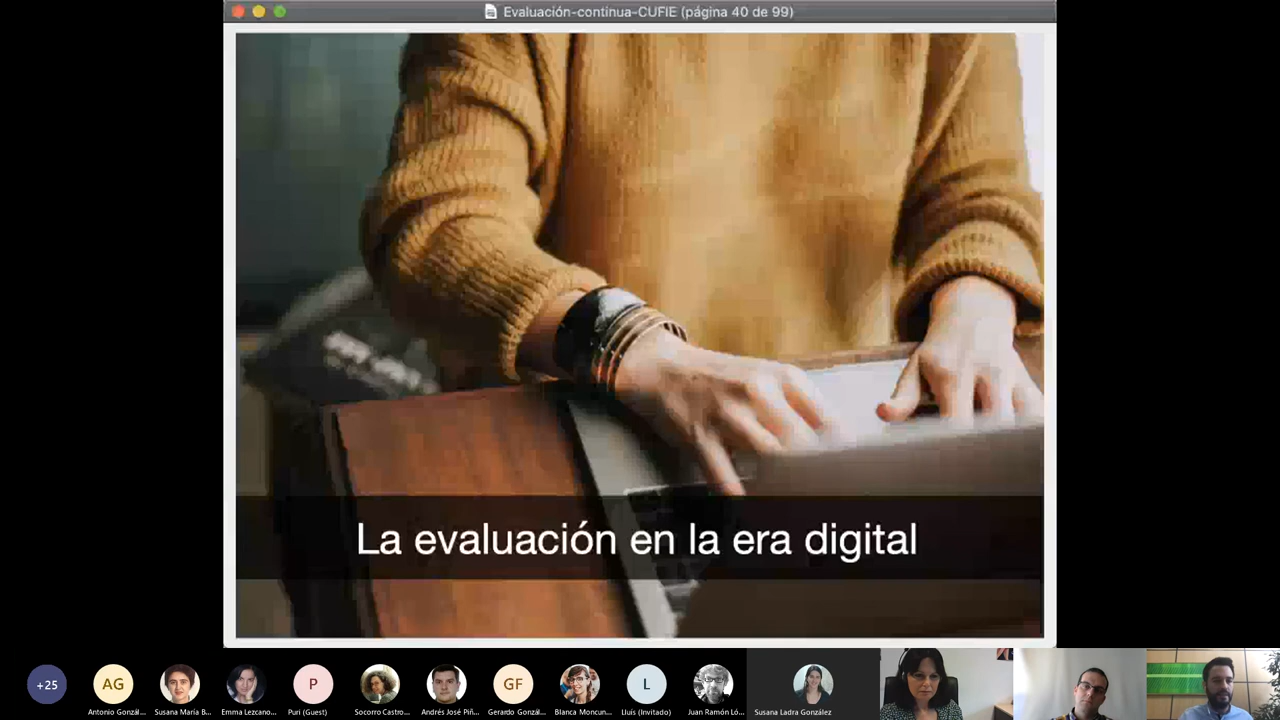 Evaluación-continua-CUFIE (página 40 de 99)
La evaluación en la era digital
+25
AG
P
GF
L
Antonio Gonzál...
Susana María B...
Emma Lezcano...
Puri (Guest)
Socorro Castro...
Andrés José Piñ...
Gerardo Gonzál...
Blanca Moncun...
Lluís (Invitado)
Juan Ramón Ló...
Susana Ladra González